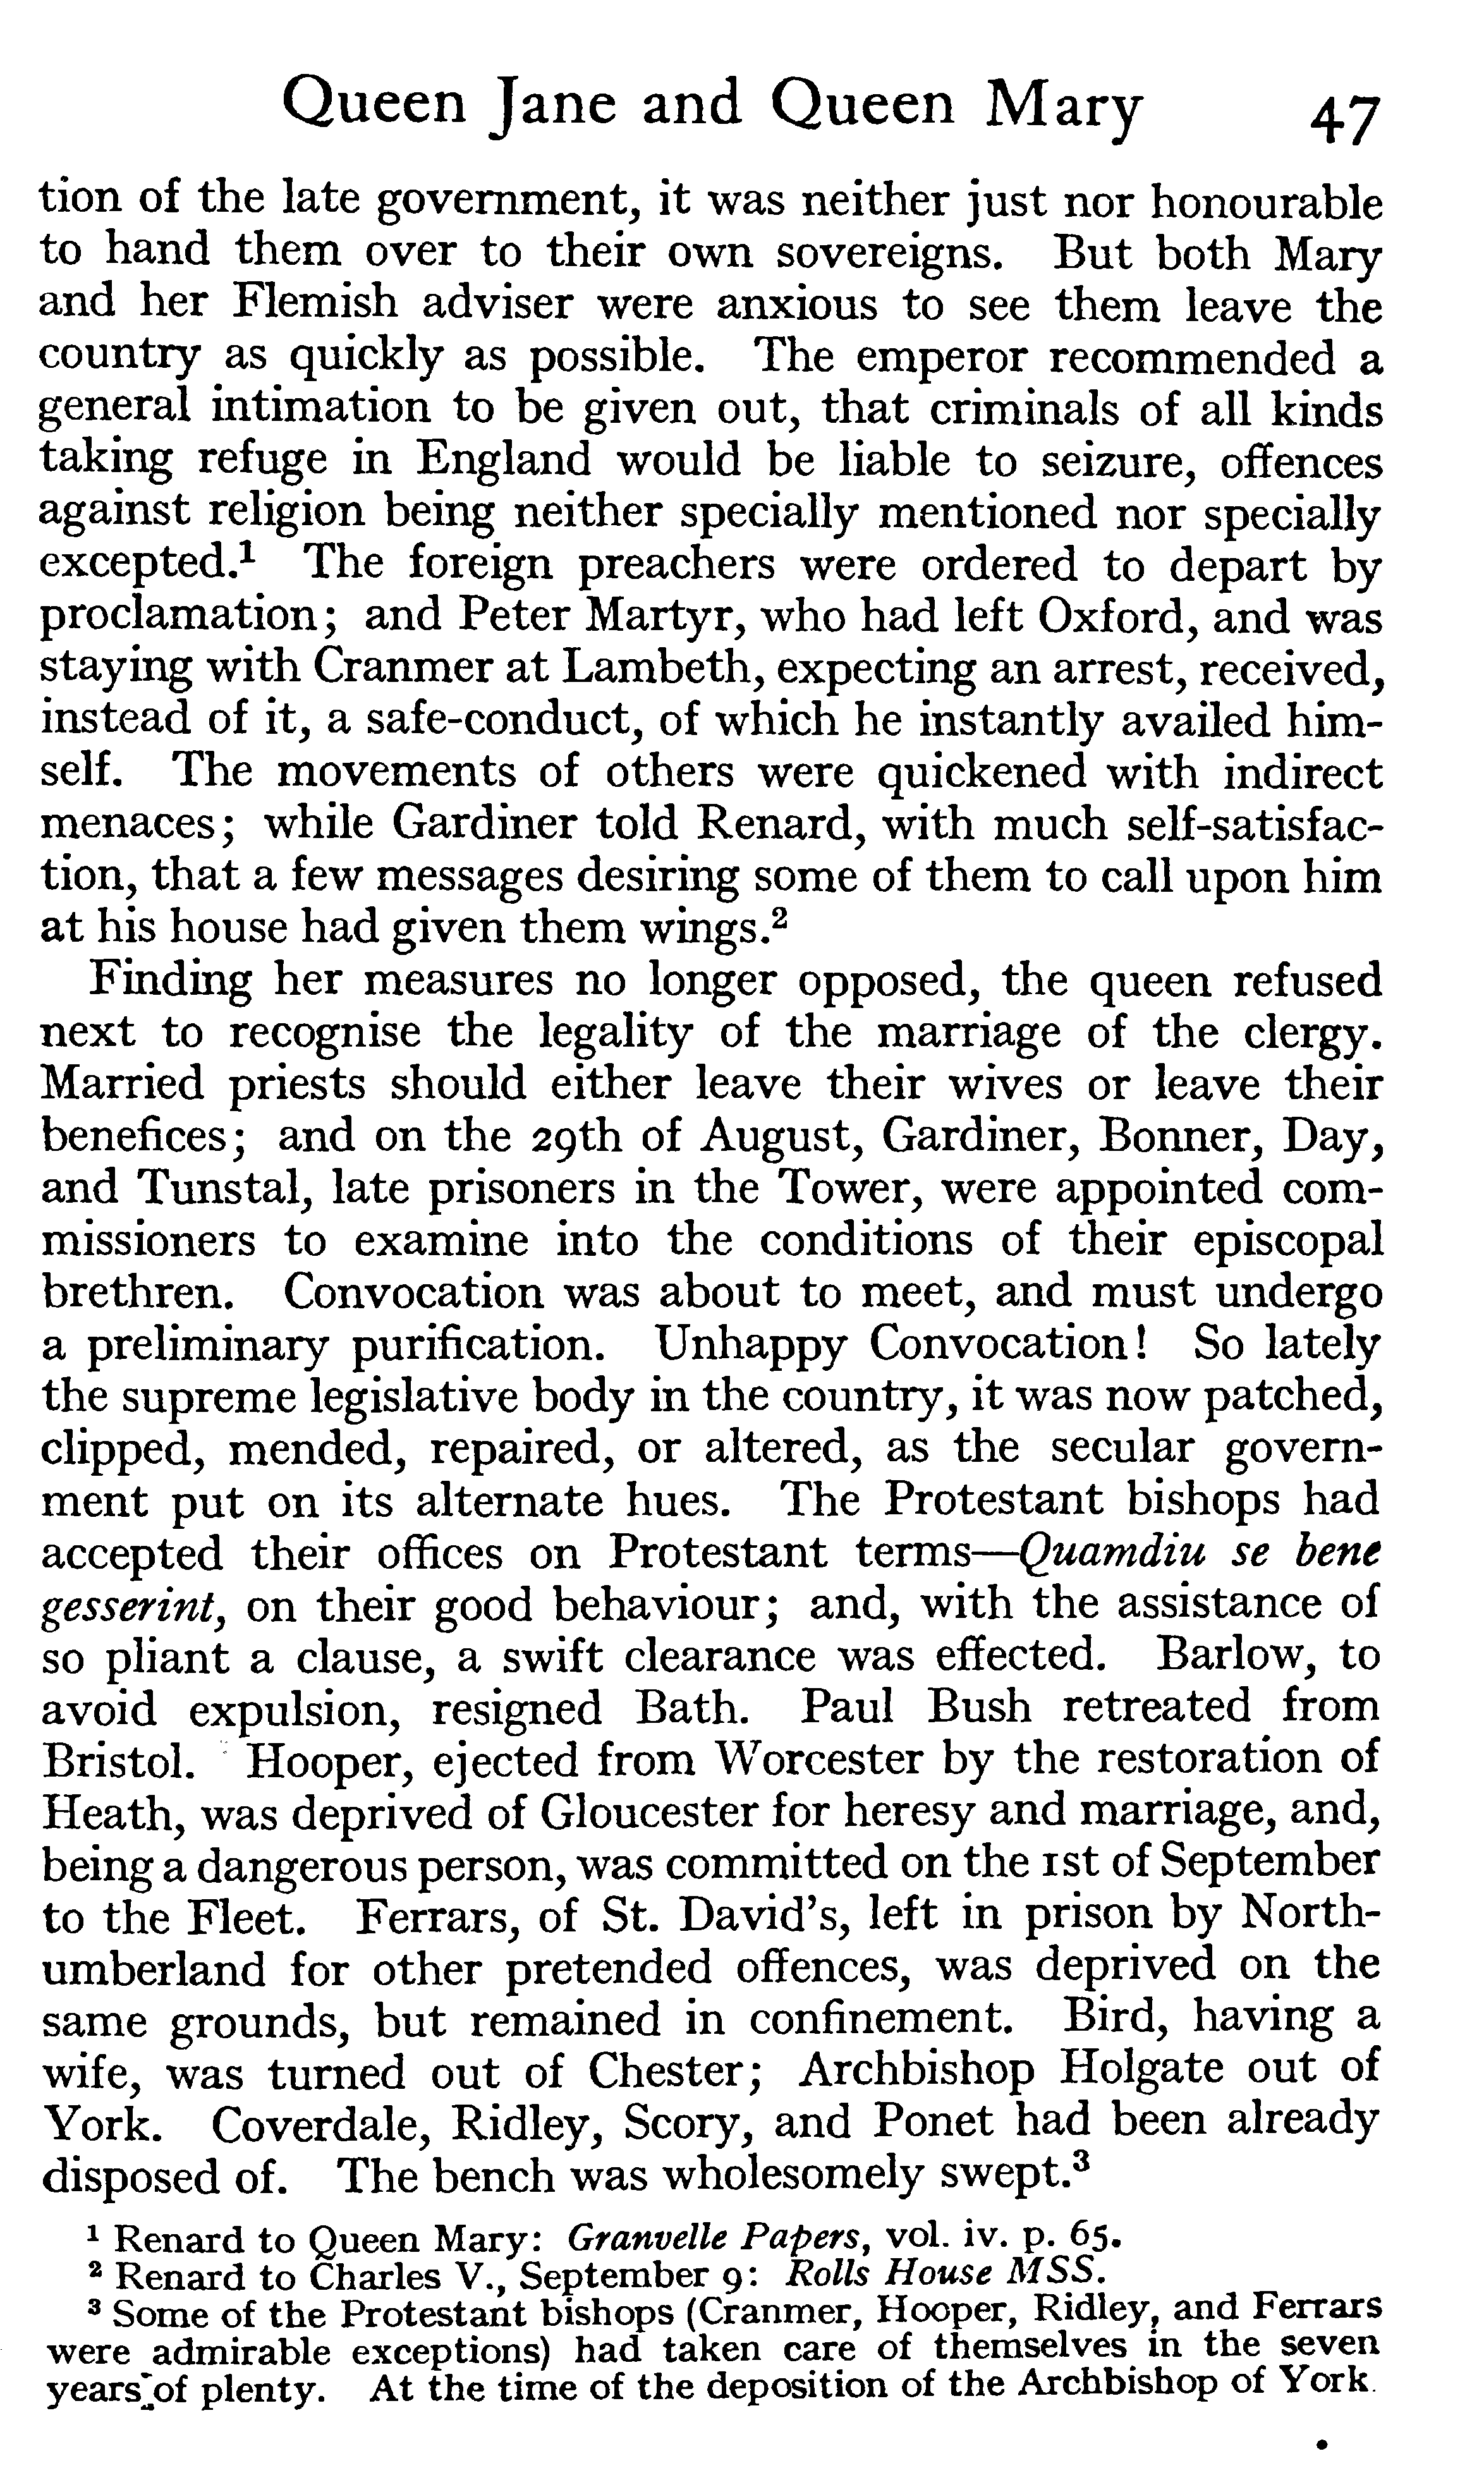 Queen Jane and Queen Mary 47
tion of the late government, it was neither just nor honourable
to hand them over to their own sovereigns. But both Mary
and her Flemish adviser were anxious to see them leave the
country as quickly as possible. The emperor recommended a
general intimation to be given out, that criminals of all kinds
taking refuge in England would be liable to seizure, offences
against religion being neither specially mentioned nor specially
excepted.¹ The foreign preachers were ordered to depart by
proclamation; and Peter Martyr, who had left Oxford, and was
staying with Cranmer at Lambeth, expecting an arrest, received,
instead of it, a safe-conduct, of which he instantly availed him-
self. The movements of others were quickened with indirect
menaces; while Gardiner told Renard, with much self-satisfac-
tion, that a few messages desiring some of them to call upon him
at his house had given them wings.²
Finding her measures no longer opposed, the queen refused
next to recognise the legality of the marriage of the clergy.
Married priests should either leave their wives or leave their
benefices; and on the 29th of August, Gardiner, Bonner, Day,
and Tunstal, late prisoners in the Tower, were appointed com-
missioners to examine into the conditions of their episcopal
brethren. Convocation was about to meet, and must undergo
a preliminary purification. Unhappy Convocation! So lately
the supreme legislative body in the country, it was now patched,
clipped, mended, repaired, or altered, as the secular govern-
ment put on its alternate hues. The Protestant bishops had
accepted their offices on Protestant terms—Quamdiu se bene
gesserint, on their good behaviour; and, with the assistance of
so pliant a clause, a swift clearance was effected. Barlow, to
avoid expulsion, resigned Bath. Paul Bush retreated from
Bristol. Hooper, ejected from Worcester by the restoration of
Heath, was deprived of Gloucester for heresy and marriage, and,
being a dangerous person, was committed on the 1st of September
to the Fleet. Ferrars, of St. David's, left in prison by North-
umberland for other pretended offences, was deprived on the
same grounds, but remained in confinement. Bird, having a
wife, was turned out of Chester; Archbishop Holgate out of
York. Coverdale, Ridley, Scory, and Ponet had been already
disposed of. The bench was wholesomely swept.³
¹ Renard to Queen Mary: Granvelle Papers, vol. iv. p. 65.
² Renard to Charles V., September 9: Rolls House MSS.
³ Some of the Protestant bishops (Cranmer, Hooper, Ridley, and Ferrars
were admirable exceptions) had taken care of themselves in the seven
years of plenty. At the time of the deposition of the Archbishop of York